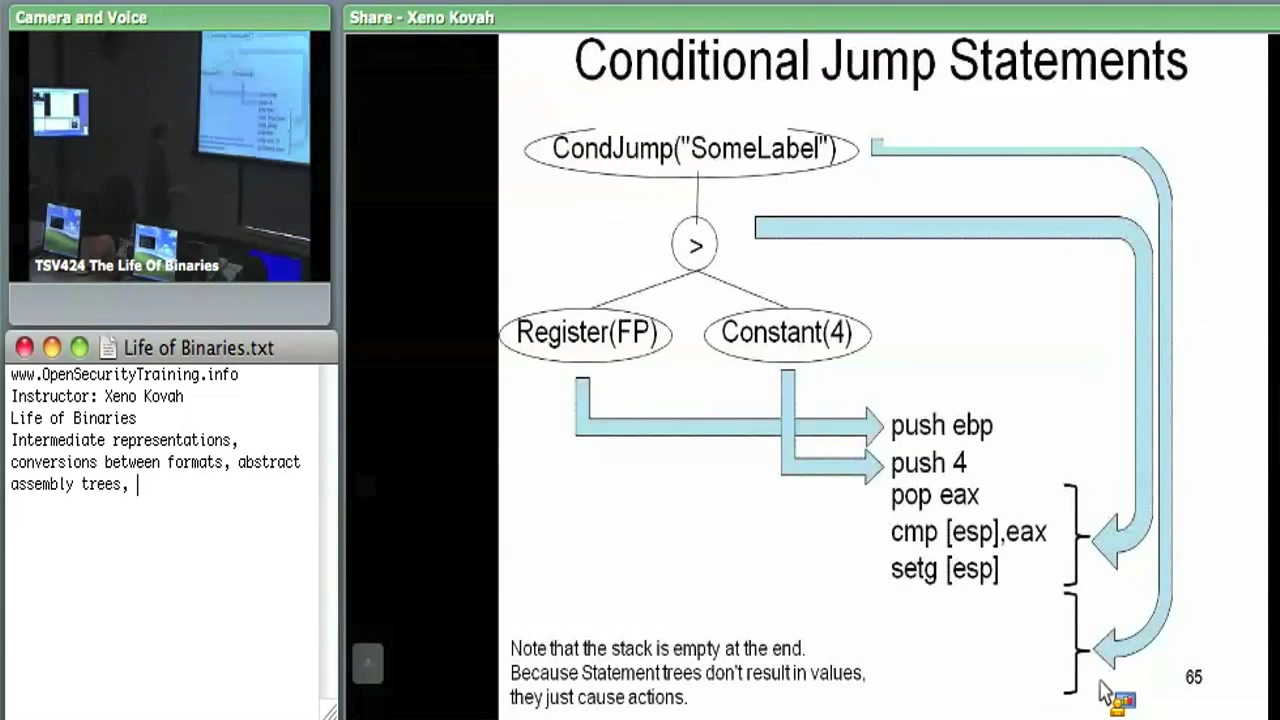 Camera and Voice
TSV424 The Life Of Binaries
Life of Binaries.txt
www.OpenSecurityTraining.info
Instructor: Xeno Kovah
Life of Binaries
Intermediate representations,
conversions between formats, abstract
assembly trees,
Share - Xeno Kovah
Conditional Jump Statements
CondJump("SomeLabel")
>
Register(FP)
Constant(4)
push ebp
push 4
pop eax
cmp [esp],eax
setg [esp]
Note that the stack is empty at the end.
Because Statement trees don't result in values,
they just cause actions.
65